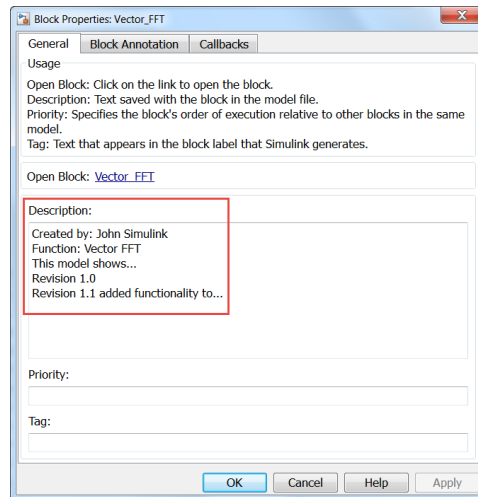 Block Properties: Vector_FFT
General Block Annotation Callbacks
Usage
Open Block: Click on the link to open the block.
Description: Text saved with the block in the model file.
Priority: Specifies the block's order of execution relative to other blocks in the same
model.
Tag: Text that appears in the block label that Simulink generates.
Open Block: Vector_FFT
Description:
Created by: John Simulink
Function: Vector FFT
This model shows...
Revision 1.0
Revision 1.1 added functionality to...
Priority:
Tag:
OK Cancel Help Apply